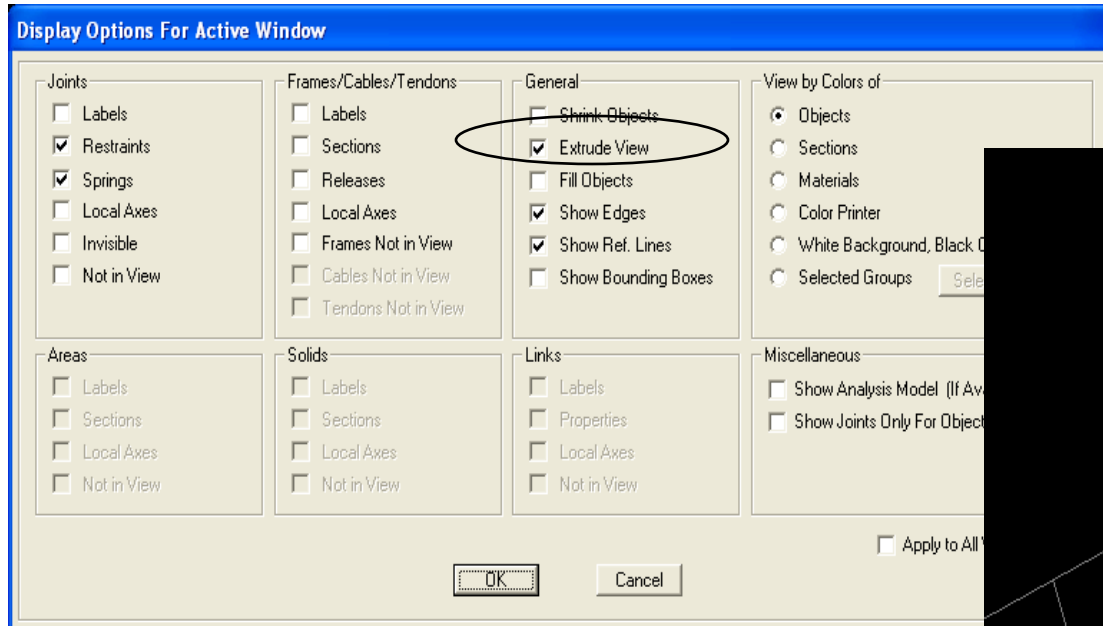 Display Options For Active Window
Joints
Labels
Restraints
Springs
Local Axes
Invisible
Not in View
Frames/Cables/Tendons
Labels
Sections
Releases
Local Axes
Frames Not in View
Cables Not in View
Tendons Not in View
General
Shrink Objects
Extrude View
Fill Objects
Show Edges
Show Ref. Lines
Show Bounding Boxes
View by Colors of
Objects
Sections
Materials
Color Printer
White Background, Black
Selected Groups
Areas
Labels
Sections
Local Axes
Not in View
Solids
Labels
Sections
Local Axes
Not in View
Links
Labels
Properties
Local Axes
Not in View
Miscellaneous
Show Analysis Model (If
Show Joints Only For
Apply to All
OK
Cancel